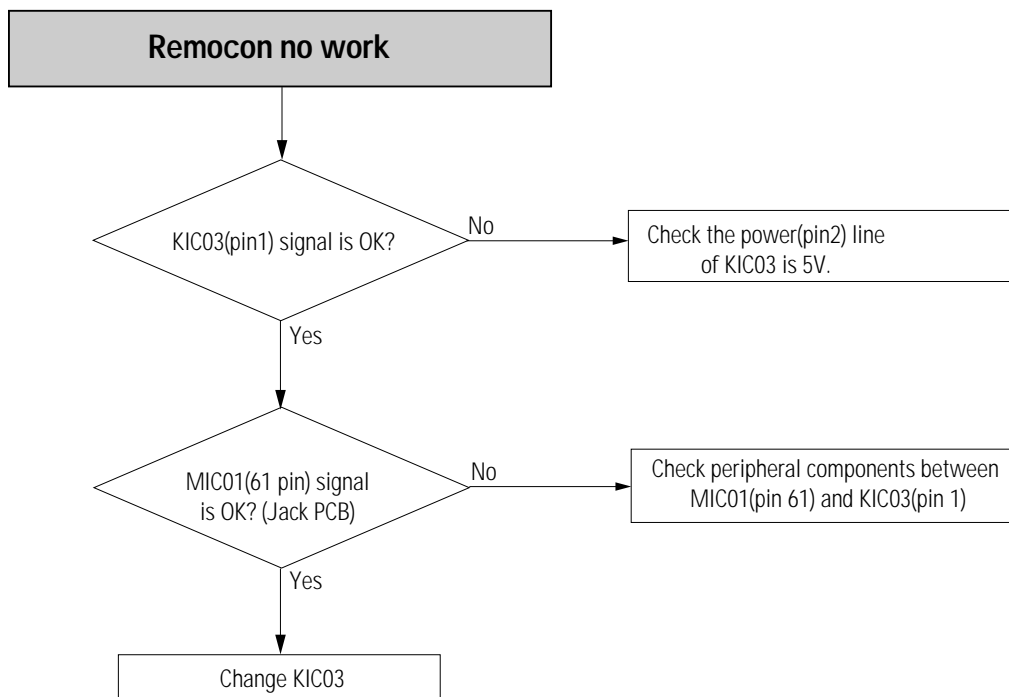 Remocon no work
KIC03(pin1) signal is OK?
No
Check the power(pin2) line
of KIC03 is 5V.
Yes
MIC01(61 pin) signal
is OK? (Jack PCB)
No
Check peripheral components between
MIC01(pin 61) and KIC03(pin 1)
Yes
Change KIC03